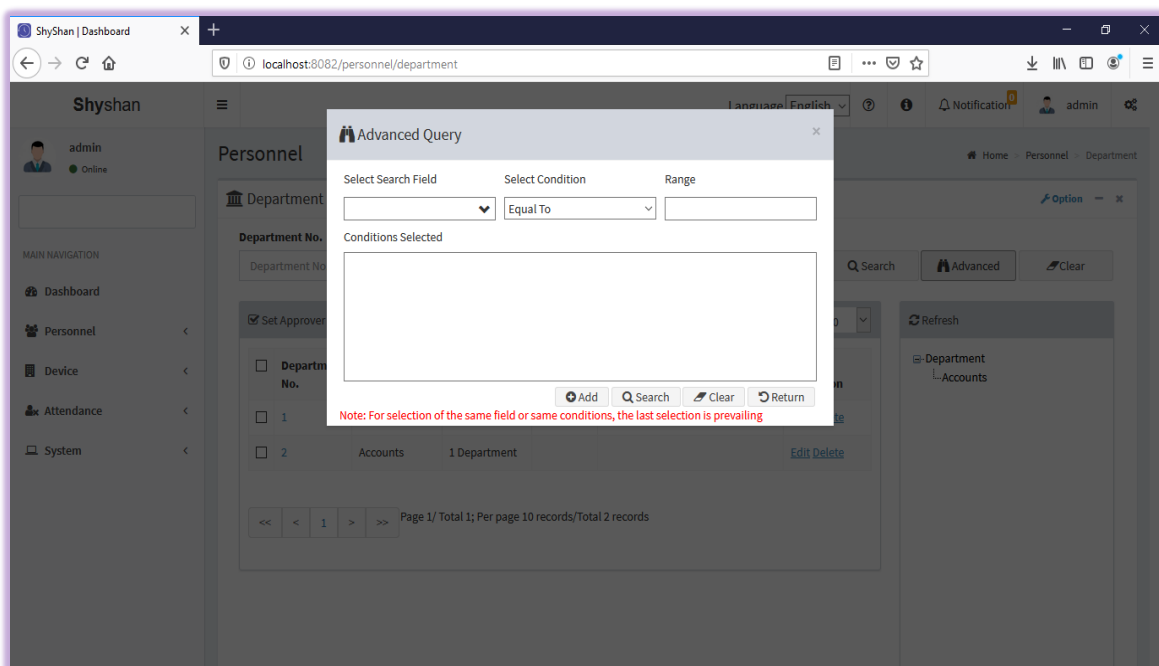 ShyShan | Dashboard
localhost:8082/personnel/department
Shyshan
Language English
Notification 0
admin
admin
Online
Personnel
Home > Personnel > Department
Advanced Query
Select Search Field
Select Condition
Range
Equal To
Conditions Selected
Add
Search
Clear
Return
Note: For selection of the same field or same conditions, the last selection is prevailing
Department
Option
Department No.
Department No
Search
Advanced
Clear
MAIN NAVIGATION
Dashboard
Personnel
Device
Attendance
System
Set Approver
Refresh
No.
1
2 Accounts 1 Department Edit Delete
<< < 1 > >> Page 1/ Total 1; Per page 10 records/Total 2 records
Department
Accounts